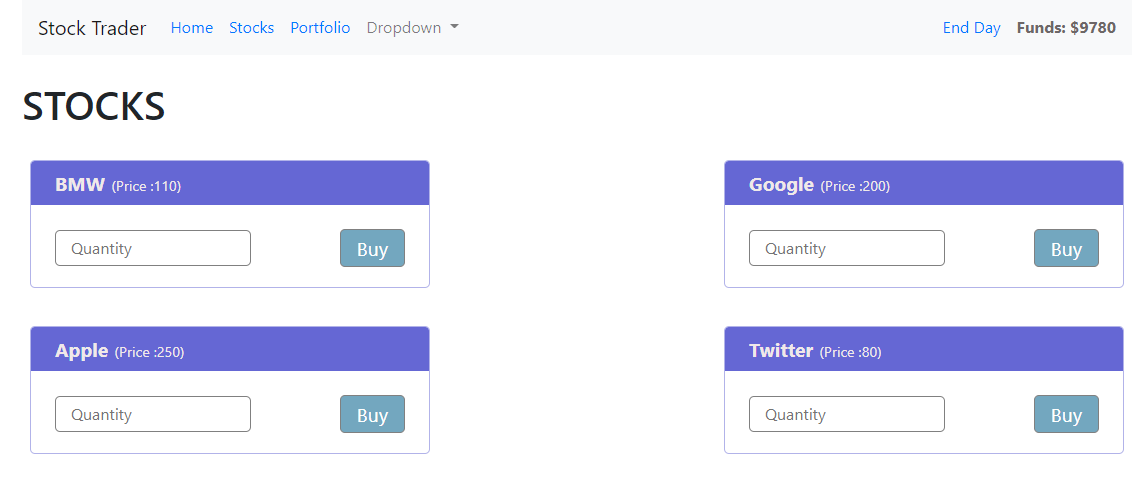 Stock Trader Home Stocks Portfolio Dropdown End Day Funds: $9780
STOCKS
BMW (Price :110)
Quantity Buy
Google (Price :200)
Quantity Buy
Apple (Price :250)
Quantity Buy
Twitter (Price :80)
Quantity Buy